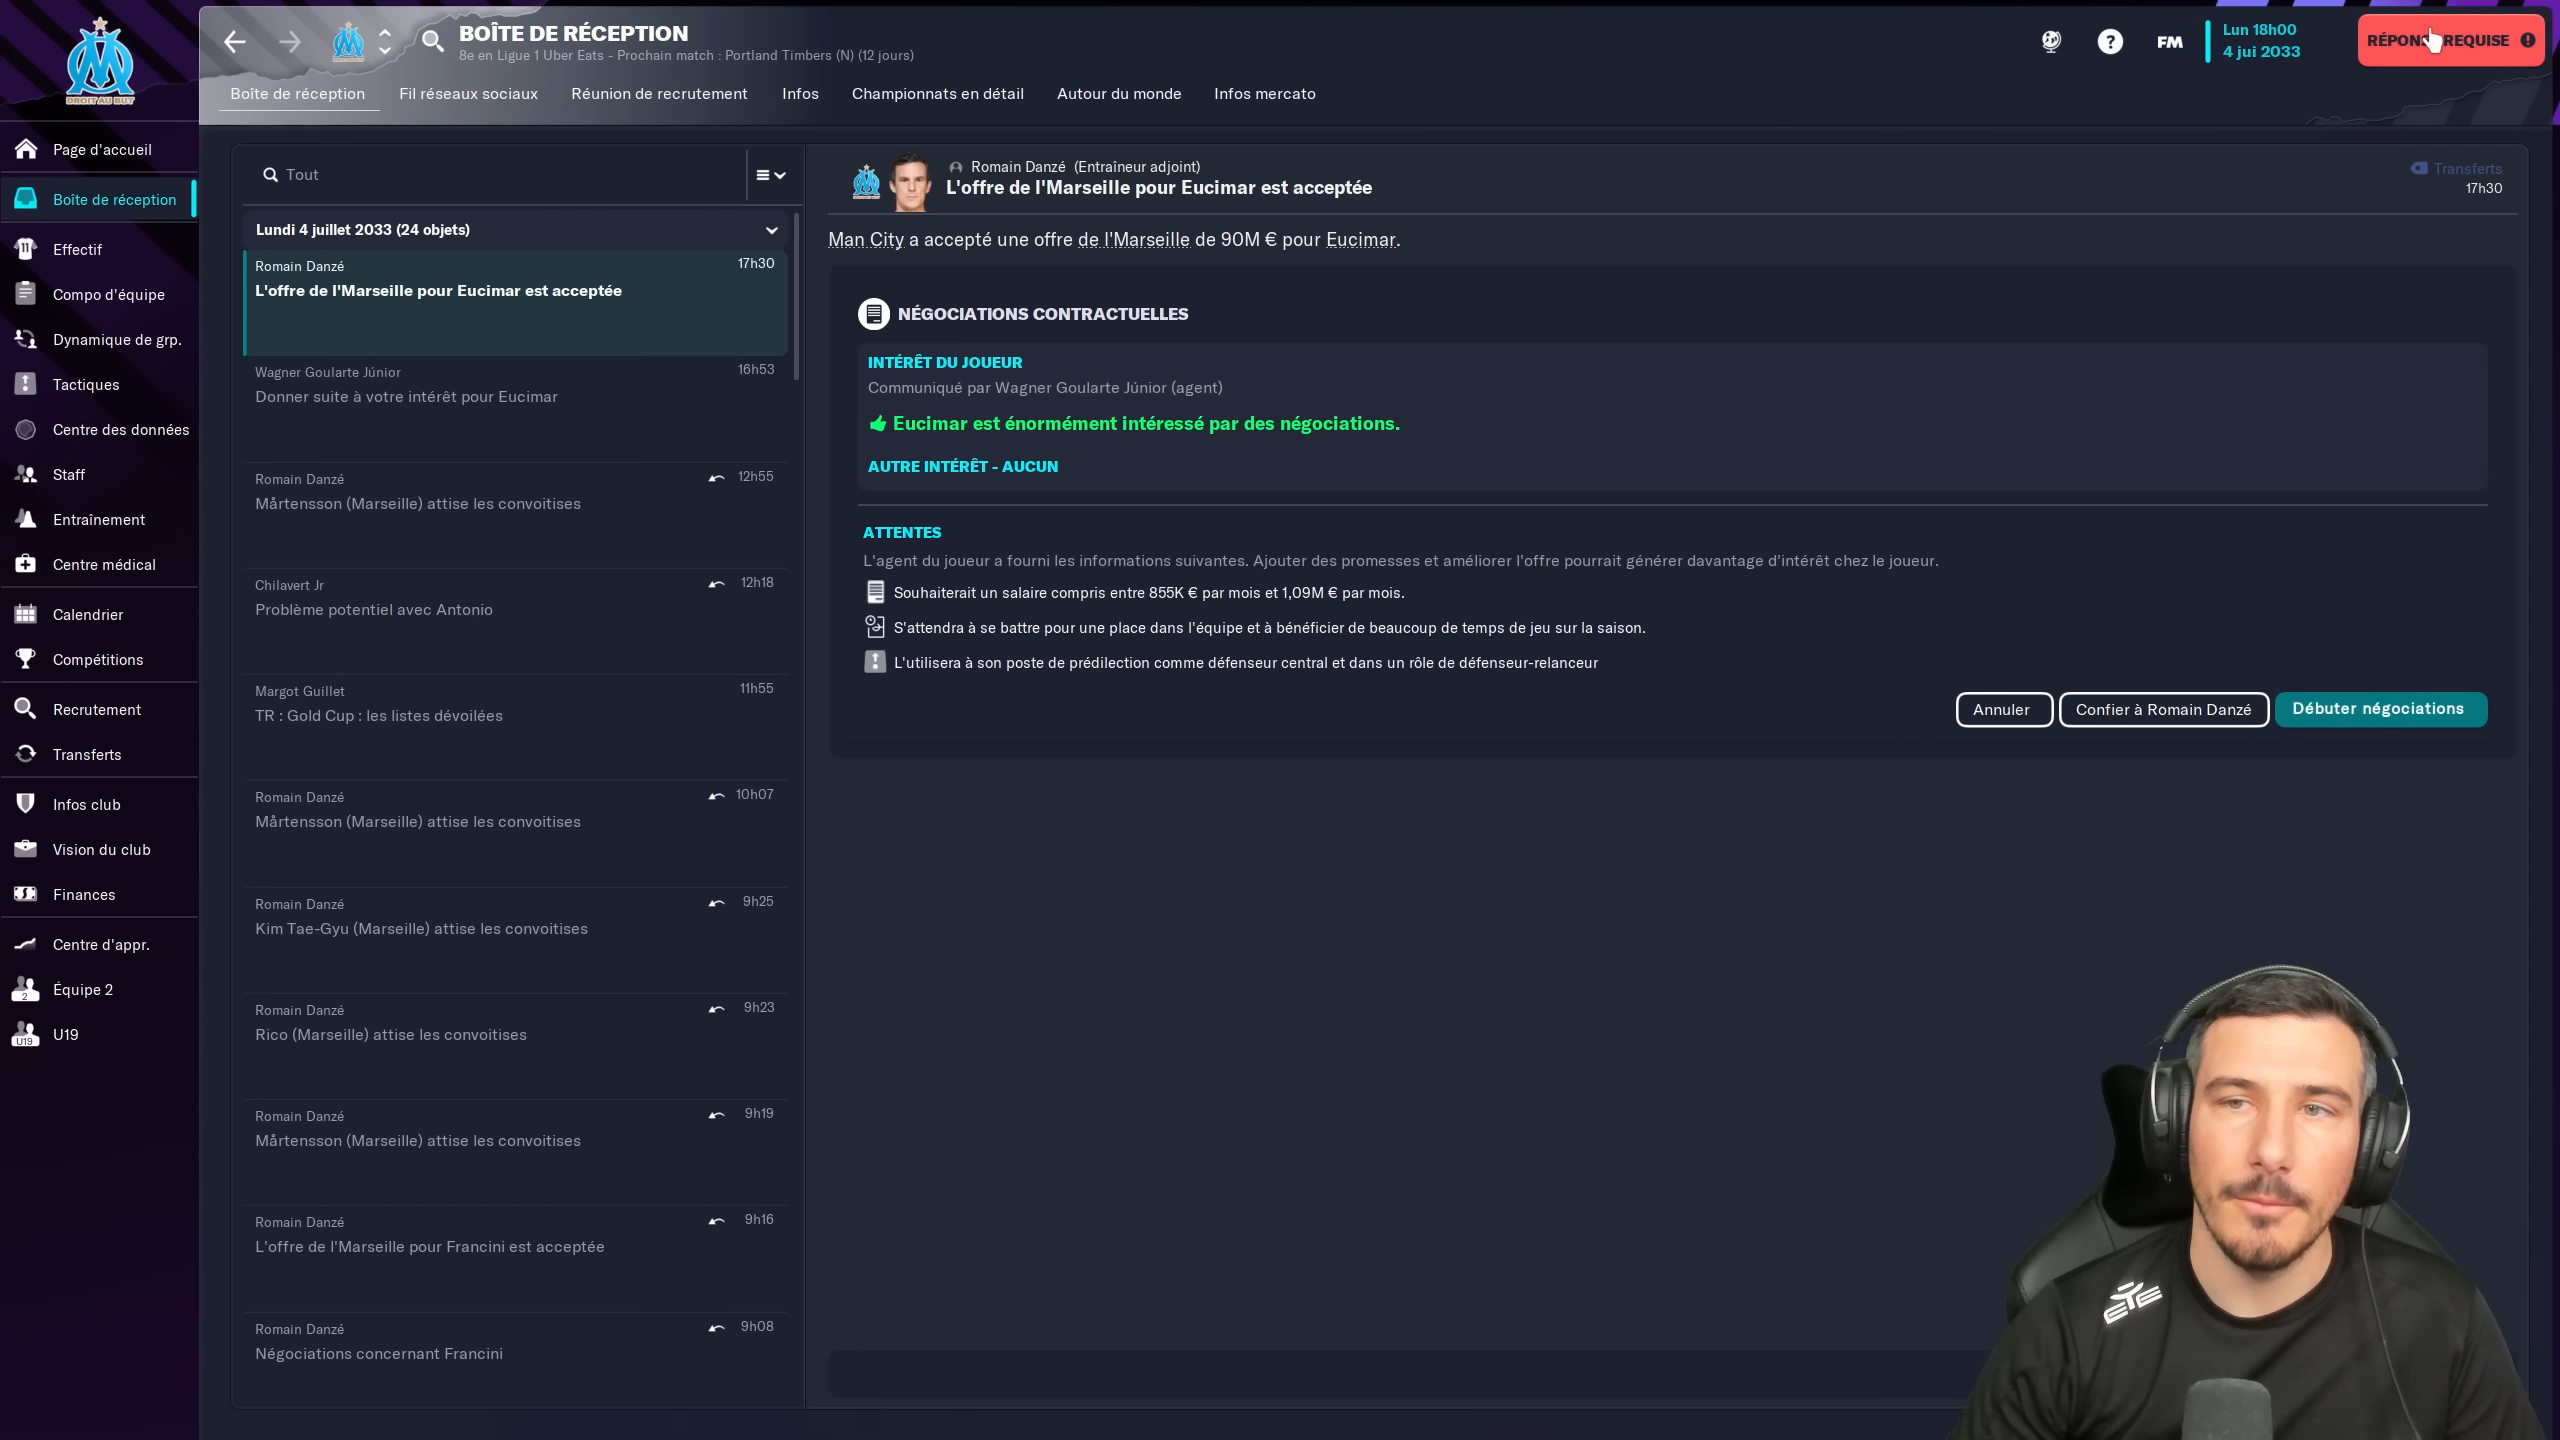 DROIT AU BUT
BOÎTE DE RÉCEPTION
8e en Ligue 1 Uber Eats - Prochain match : Portland Timbers (N) (12 jours)
FM
Lun 18h00
4 jui 2033
Boîte de réception
Fil réseaux sociaux
Réunion de recrutement
Infos
Championnats en détail
Autour du monde
Infos mercato
Page d'accueil
Boîte de réception
Effectif
Compo d'équipe
Dynamique de grp.
Tactiques
Centre des données
Staff
Entraînement
Centre médical
Calendrier
Compétitions
Recrutement
Transferts
Infos club
Vision du club
Finances
Centre d'appr.
2
Équipe 2
U19
U19
Tout
Lundi 4 juillet 2033 (24 objets)
Romain Danzé 17h30
L'offre de l'Marseille pour Eucimar est acceptée
Wagner Goularte Júnior 16h53
Donner suite à votre intérêt pour Eucimar
Romain Danzé 12h55
Mårtensson (Marseille) attise les convoitises
Chilavert Jr 12h18
Problème potentiel avec Antonio
Margot Guillet 11h55
TR : Gold Cup : les listes dévoilées
Romain Danzé 10h07
Mårtensson (Marseille) attise les convoitises
Romain Danzé 9h25
Kim Tae-Gyu (Marseille) attise les convoitises
Romain Danzé 9h23
Rico (Marseille) attise les convoitises
Romain Danzé 9h19
Mårtensson (Marseille) attise les convoitises
Romain Danzé 9h16
L'offre de l'Marseille pour Francini est acceptée
Romain Danzé 9h08
Négociations concernant Francini
Romain Danzé (Entraîneur adjoint)
L'offre de l'Marseille pour Eucimar est acceptée
Transferts
17h30
Man City a accepté une offre de l'Marseille de 90M € pour Eucimar.
NÉGOCIATIONS CONTRACTUELLES
INTÉRÊT DU JOUEUR
Communiqué par Wagner Goularte Júnior (agent)
Eucimar est énormément intéressé par des négociations.
AUTRE INTÉRÊT - AUCUN
ATTENTES
L'agent du joueur a fourni les informations suivantes. Ajouter des promesses et améliorer l'offre pourrait générer davantage d'intérêt chez le joueur.
Souhaiterait un salaire compris entre 855K € par mois et 1,09M € par mois.
S'attendra à se battre pour une place dans l'équipe et à bénéficier de beaucoup de temps de jeu sur la saison.
L'utilisera à son poste de prédilection comme défenseur central et dans un rôle de défenseur-relanceur
Annuler
Confier à Romain Danzé
Débuter négociations